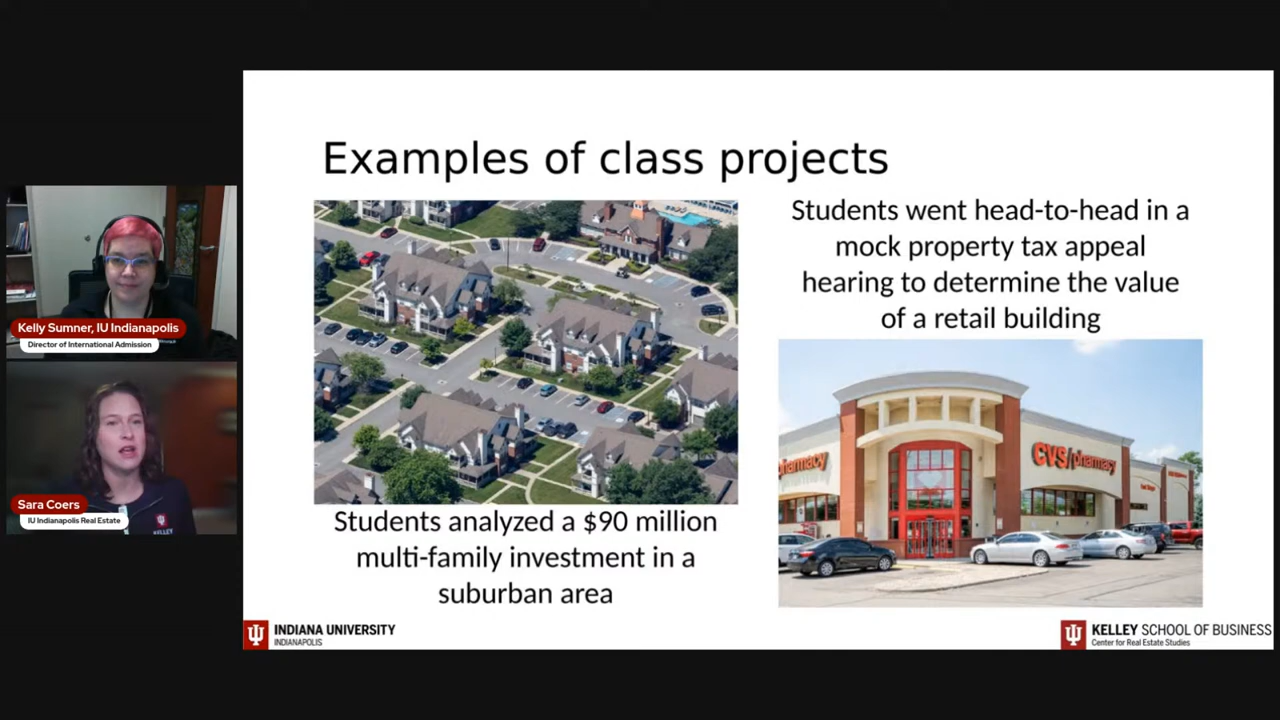 Examples of class projects
Students went head-to-head in a
mock property tax appeal
hearing to determine the value
of a retail building
pharmacy
CVS/pharmacy
Students analyzed a $90 million
multi-family investment in a
suburban area
Kelly Sumner, IU Indianapolis
Director of International Admission
Sara Coers
IU Indianapolis Real Estate
KELLEY
INDIANA UNIVERSITY
INDIANAPOLIS
KELLEY SCHOOL OF BUSINESS
Center for Real Estate Studies